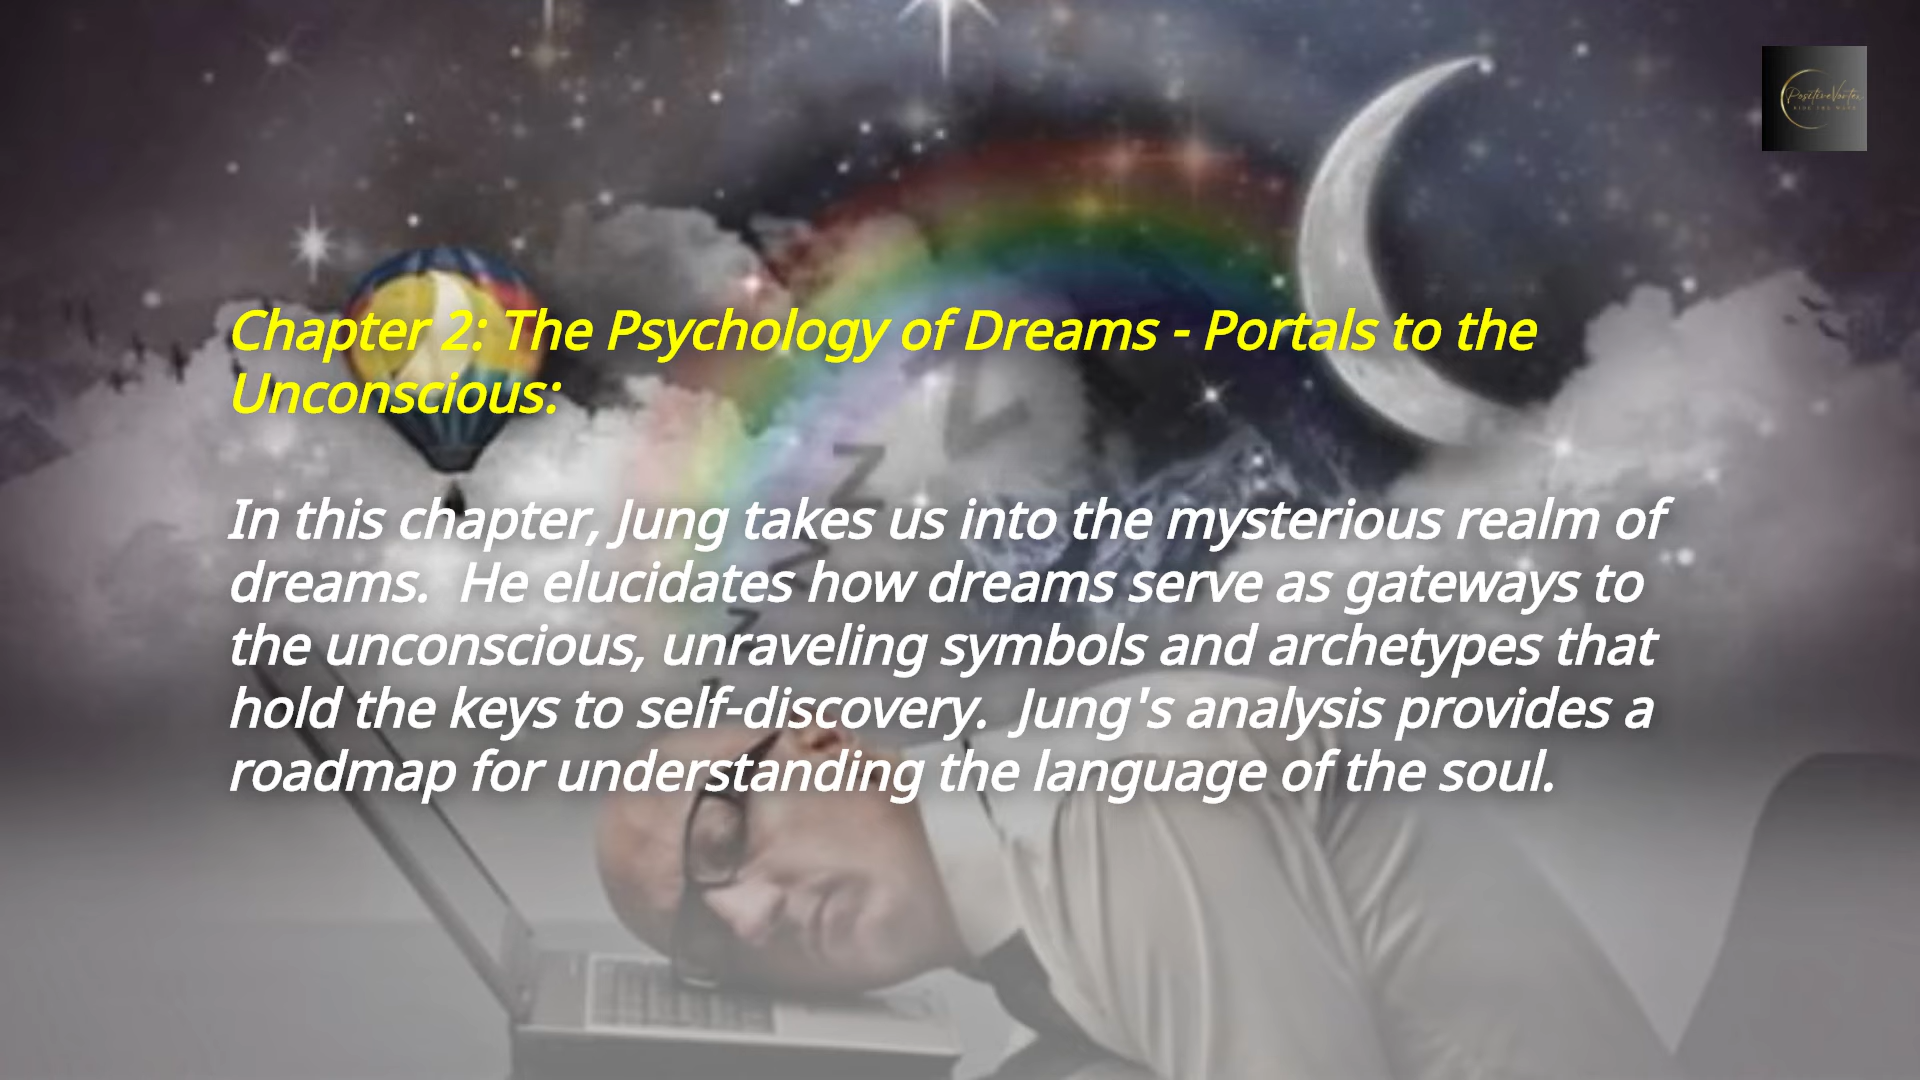 PositiveVortex
Chapter 2: The Psychology of Dreams - Portals to the
Unconscious:
In this chapter, Jung takes us into the mysterious realm of
dreams.  He elucidates how dreams serve as gateways to
the unconscious, unraveling symbols and archetypes that
hold the keys to self-discovery.  Jung's analysis provides a
roadmap for understanding the language of the soul.